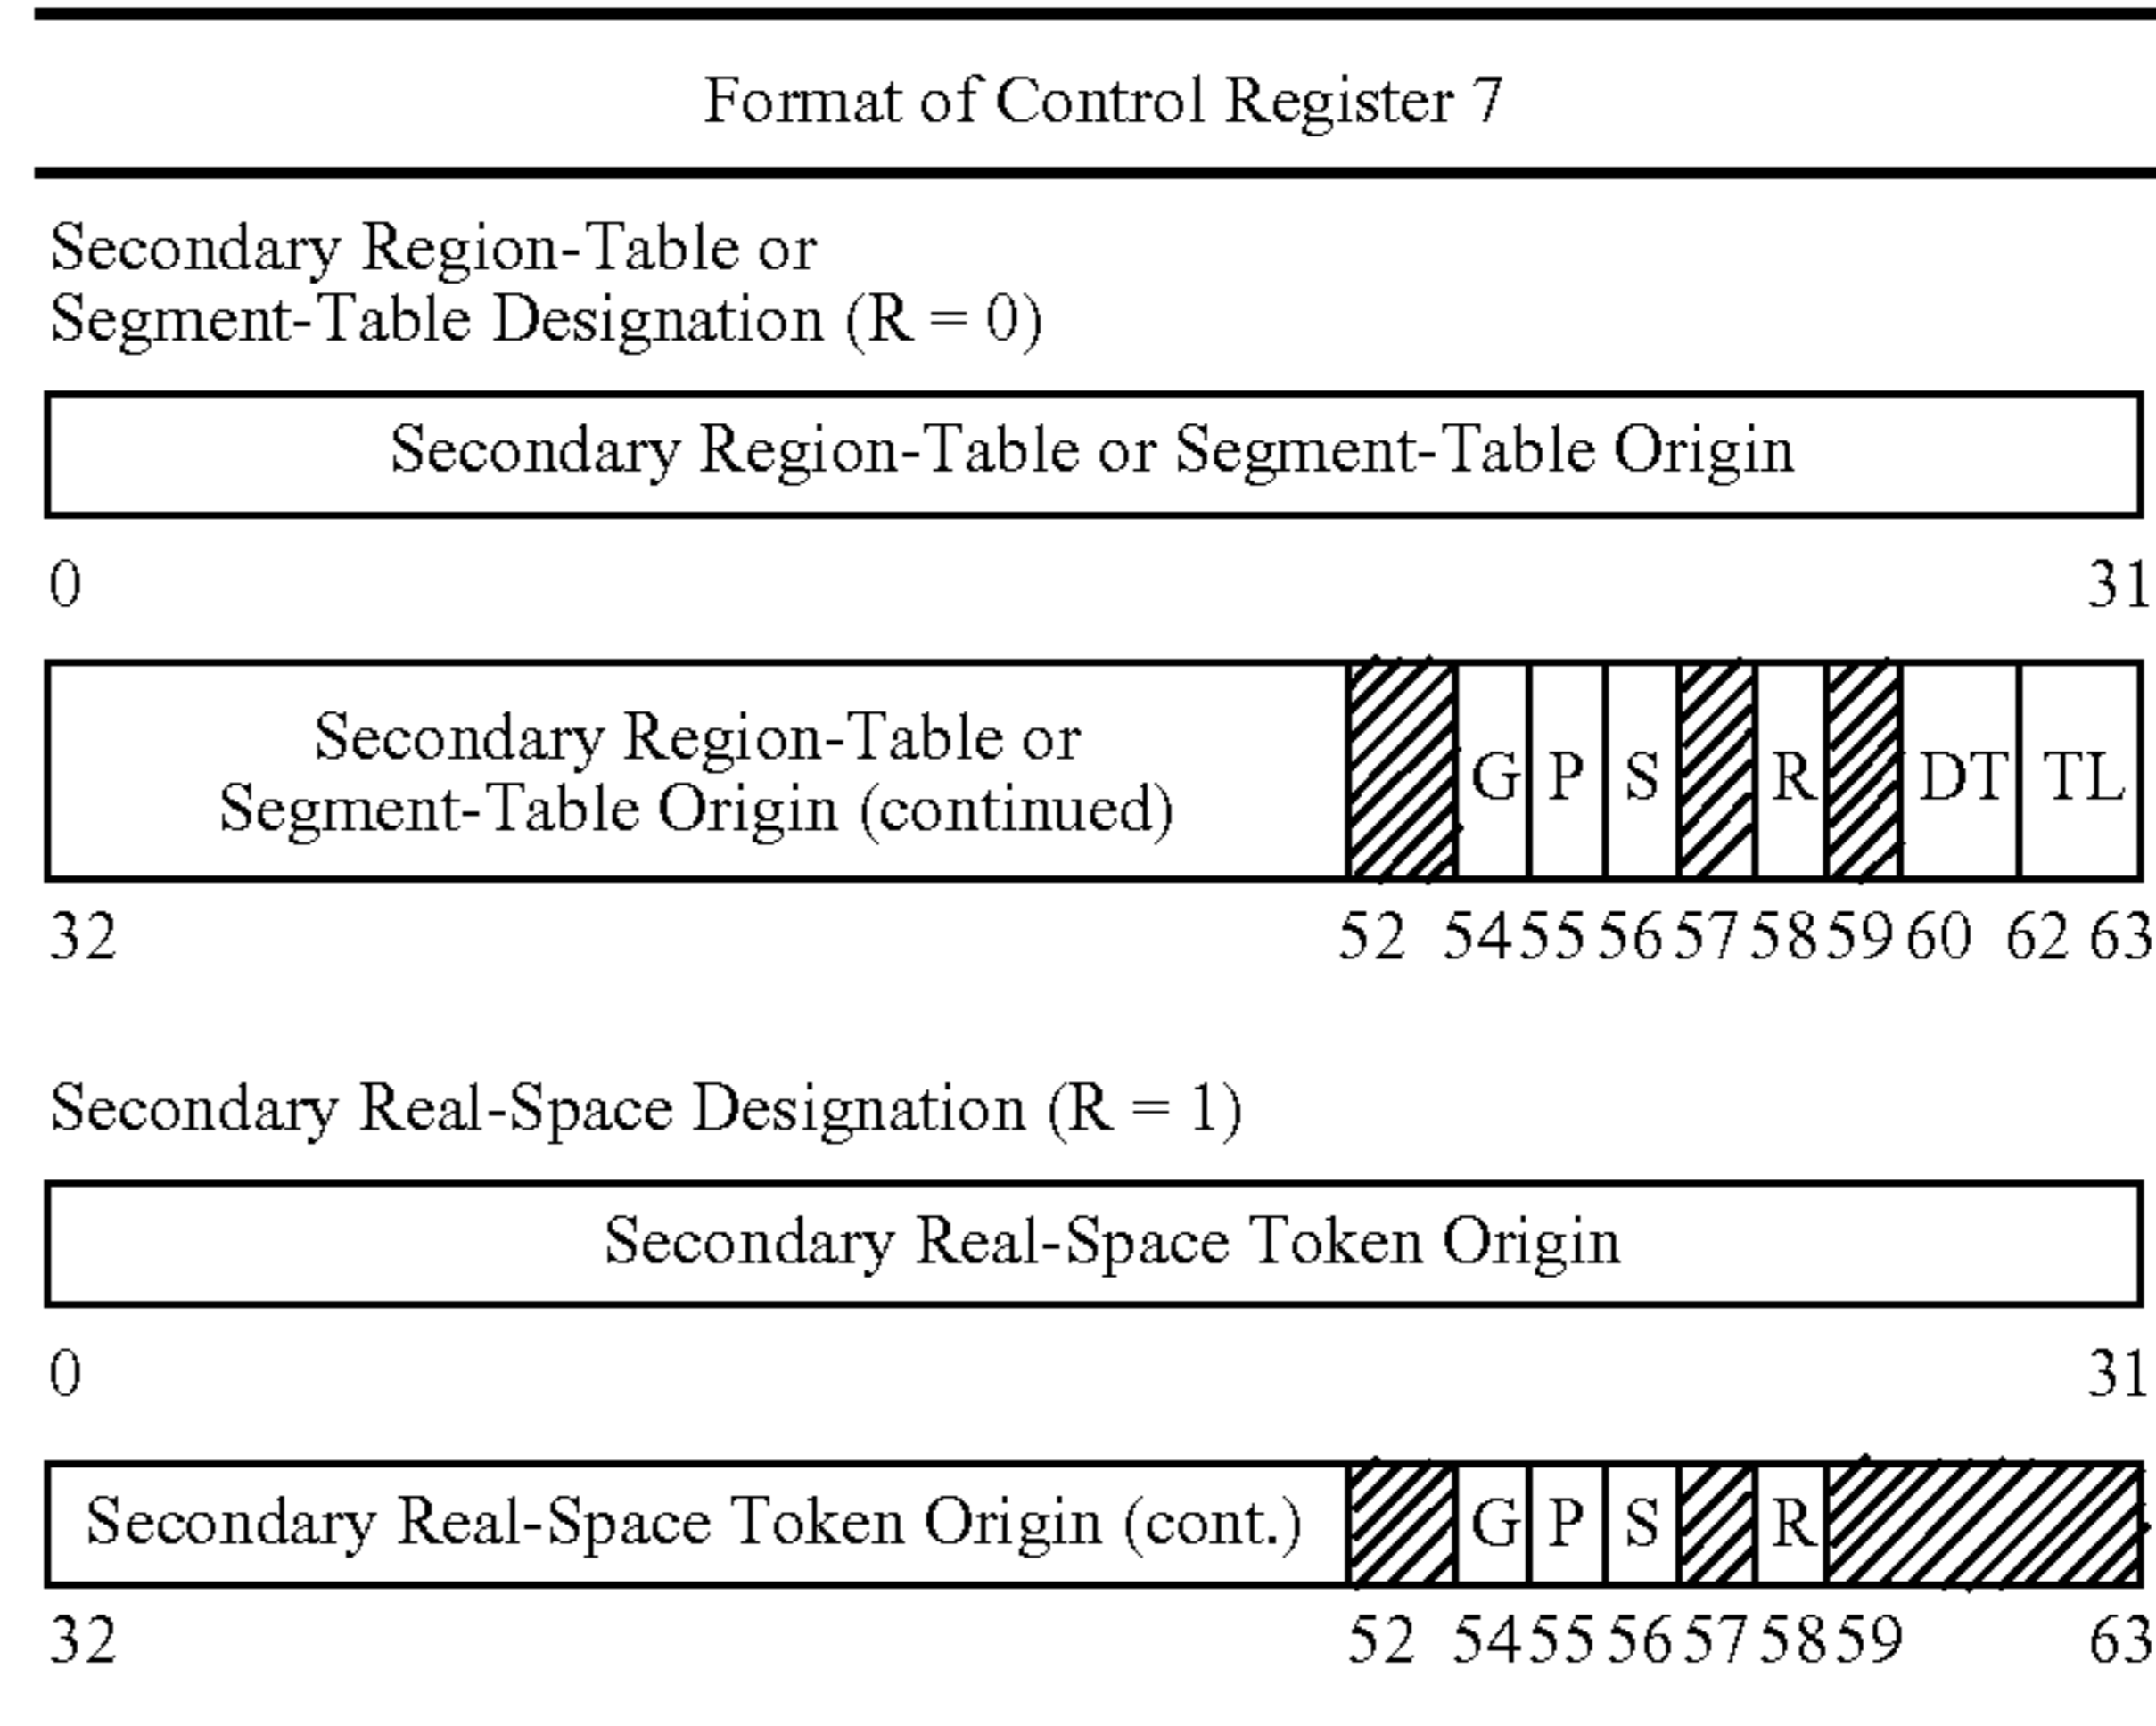 Format of Control Register 7
Secondary Region-Table or
Segment-Table Designation (R = 0)
Secondary Region-Table or Segment-Table Origin
0 31
Secondary Region-Table or
Segment-Table Origin (continued)
G P S R DT TL
32 52 54 55 56 57 58 59 60 62 63
Secondary Real-Space Designation (R = 1)
Secondary Real-Space Token Origin
0 31
Secondary Real-Space Token Origin (cont.) G P S R
32 52 54 55 56 57 58 59 63